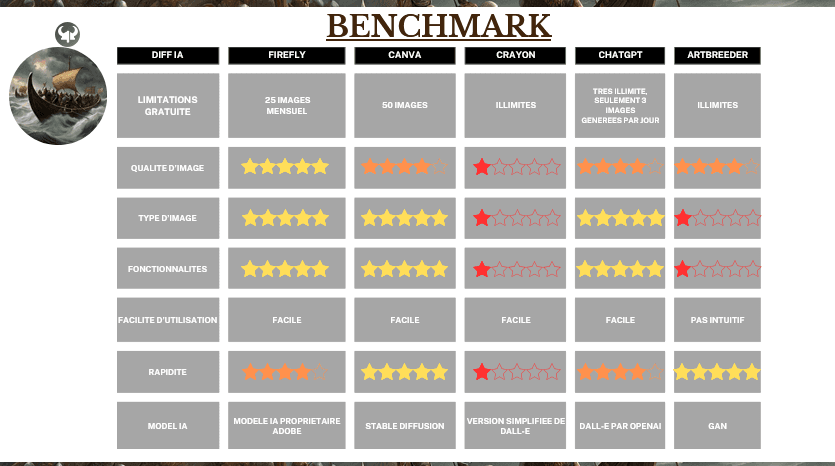 BENCHMARK
DIFF IA
FIREFLY
CANVA
CRAYON
CHATGPT
ARTBREEDER
LIMITATIONS
GRATUITE
25 IMAGES
MENSUEL
50 IMAGES
ILLIMITES
TRES ILLIMITE,
SEULEMENT 3
IMAGES
GENEREES PAR JOUR
ILLIMITES
QUALITE D'IMAGE
TYPE D'IMAGE
FONCTIONNALITES
FACILITE D'UTILISATION
FACILE
FACILE
FACILE
FACILE
PAS INTUITIF
RAPIDITE
MODEL IA
MODELE IA PROPRIETAIRE
ADOBE
STABLE DIFFUSION
VERSION SIMPLIFIEE DE
DALL-E
DALL-E PAR OPENAI
GAN